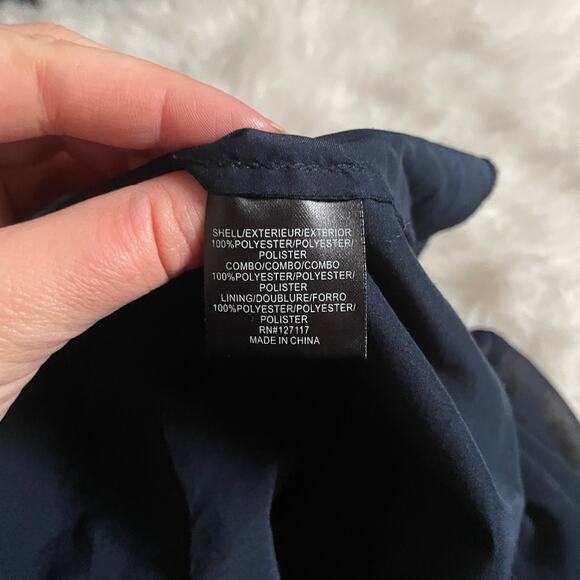 SHELL/EXTERIEUR/EXTERIOR
100%POLYESTER/POLYESTER/
POLISTER
COMBO/COMBO/COMBO
100%POLYESTER/POLYESTER/
POLISTER
LINING/DOUBLURE/FORRO
100%POLYESTER/POLYESTER/
POLISTER
RN#127117
MADE IN CHINA